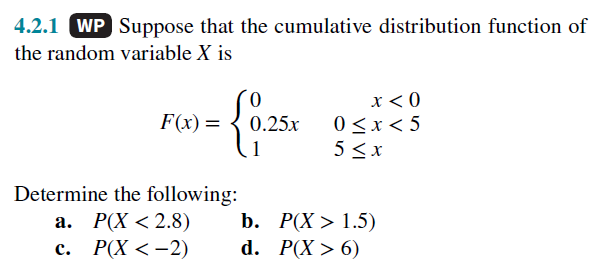 4.2.1 WP Suppose that the cumulative distribution function of
the random variable X is
F(x) = { 0 x < 0
0.25x 0 ≤ x < 5
1 5 ≤ x
Determine the following:
a. P(X < 2.8) b. P(X > 1.5)
c. P(X < −2) d. P(X > 6)